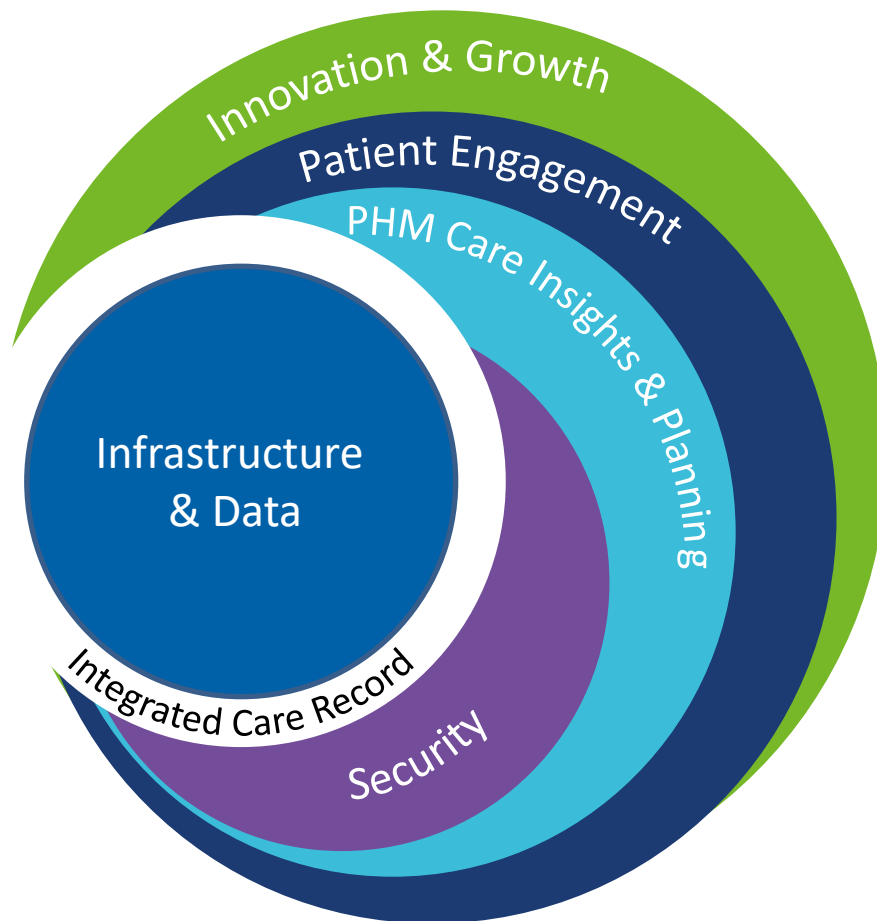 Innovation & Growth
Patient Engagement
PHM Care Insights & Planning
Infrastructure
& Data
Integrated Care Record
Security